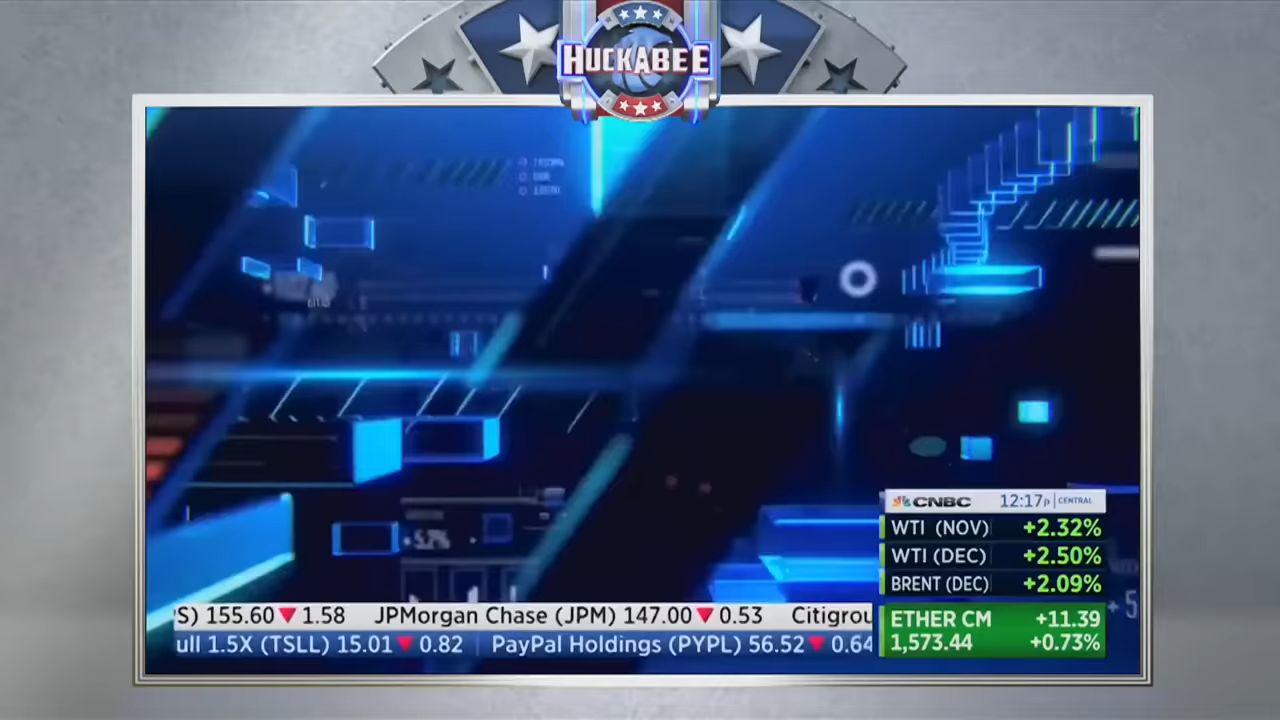 HUCKABEE
CNBC 12:17P CENTRAL
WTI (NOV) +2.32%
WTI (DEC) +2.50%
BRENT (DEC) +2.09%
ETHER CM +11.39
1,573.44 +0.73%
S) 155.60 ▼ 1.58 JPMorgan Chase (JPM) 147.00 ▼ 0.53 Citigrou
ull 1.5X (TSLL) 15.01 ▼ 0.82 PayPal Holdings (PYPL) 56.52 ▼ 0.64